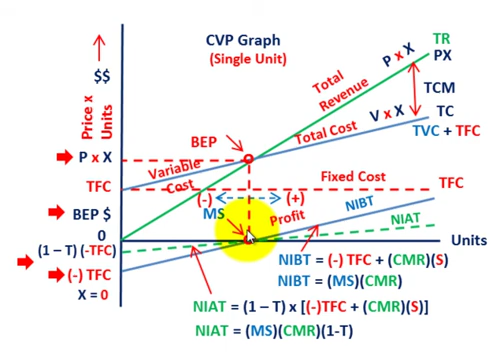 CVP Graph
(Single Unit)
$$
Price x
Units
P x X
TFC
BEP $
0
(1 – T) (-TFC)
(-) TFC
X = 0
BEP
Variable
Cost
Total
Revenue
Total Cost
P x X
V x X
TR
PX
TCM
TC
TVC + TFC
Fixed Cost
TFC
(-)
(+)
MS
Profit
NIBT
NIAT
Units
NIBT = (-) TFC + (CMR)(S)
NIBT = (MS)(CMR)
NIAT = (1 – T) x [(-)TFC + (CMR)(S)]
NIAT = (MS)(CMR)(1-T)